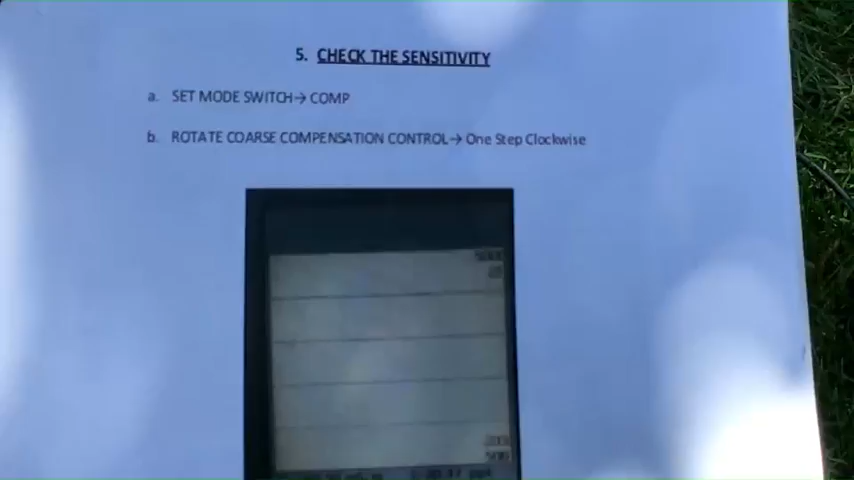 5. CHECK THE SENSITIVITY
a. SET MODE SWITCH→ COMP
b. ROTATE COARSE COMPENSATION CONTROL→ One Step Clockwise